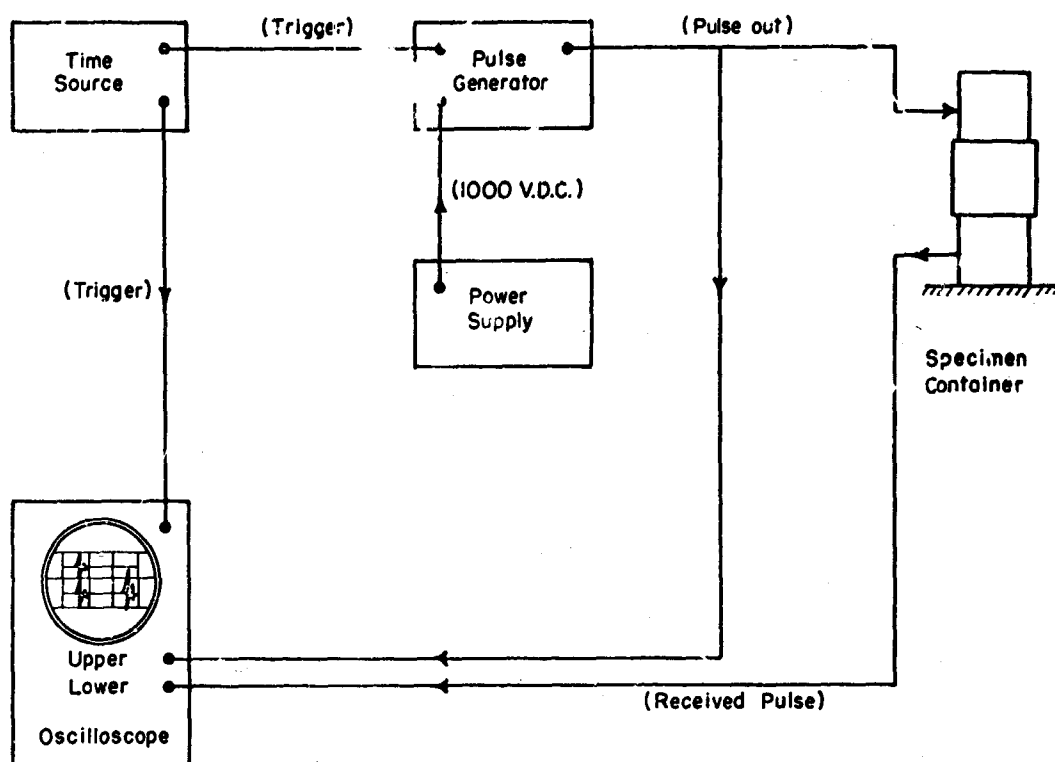 (Trigger)
(Pulse out)
Time
Source
Pulse
Generator
(1000 V.D.C.)
(Trigger)
Power
Supply
Specimen
Container
Upper
Lower
(Received Pulse)
Oscilloscope